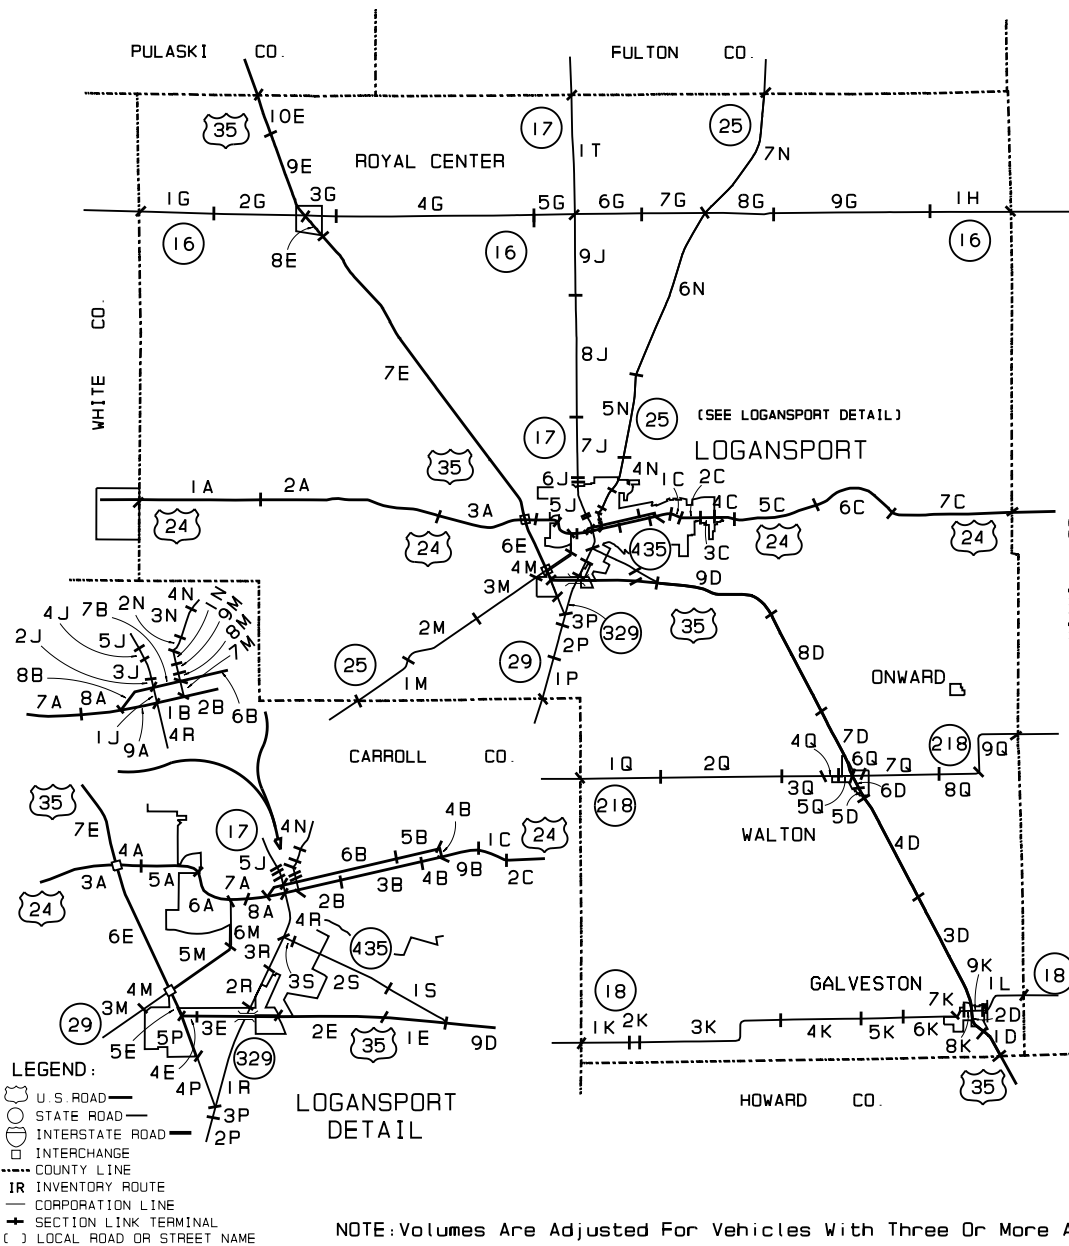 PULASKI CO.
FULTON CO.
10E
35
17
25
1T
7N
9E
ROYAL CENTER
1G
2G
3G
4G
5G
6G
7G
8G
9G
1H
16
16
16
8E
9J
6N
WHITE CO.
7E
8J
5N
25
(SEE LOGANSPORT DETAIL)
17
7J
LOGANSPORT
35
4N
6J
1C
2C
1A
2A
3A
5J
4C
5C
6C
7C
24
24
24
24
3C
6E
435
4M
9D
3M
2M
3P
329
35
2P
29
25
1M
1P
8D
ONWARD
4N
1N
2N
3N
9M
8M
7M
4J
7B
5J
2J
3J
8B
8A
7A
1B
2B
6B
1J
9A
4R
CARROLL CO.
7D
218
4Q
6Q
7Q
9Q
1Q
2Q
3Q
5Q
5D
6D
8Q
218
WALTON
4D
35
7E
17
4N
5B
4B
24
4A
5J
6B
1C
3A
5A
7A
3B
4B
9B
2C
24
6A
8A
2B
6E
6M
4R
435
5M
3R
3D
3S
2S
1S
GALVESTON
9K
1L
18
4M
2R
3M
29
18
7K
2D
5E
5P
3E
2E
1E
9D
35
1K
2K
3K
4K
5K
6K
8K
1D
4E
329
4P
1R
35
3P
2P
LOGANSPORT
DETAIL
HOWARD CO.
LEGEND:
U.S.ROAD
STATE ROAD
INTERSTATE ROAD
INTERCHANGE
COUNTY LINE
IR INVENTORY ROUTE
CORPORATION LINE
SECTION LINK TERMINAL
( ) LOCAL ROAD OR STREET NAME
NOTE:Volumes Are Adjusted For Vehicles With Three Or More